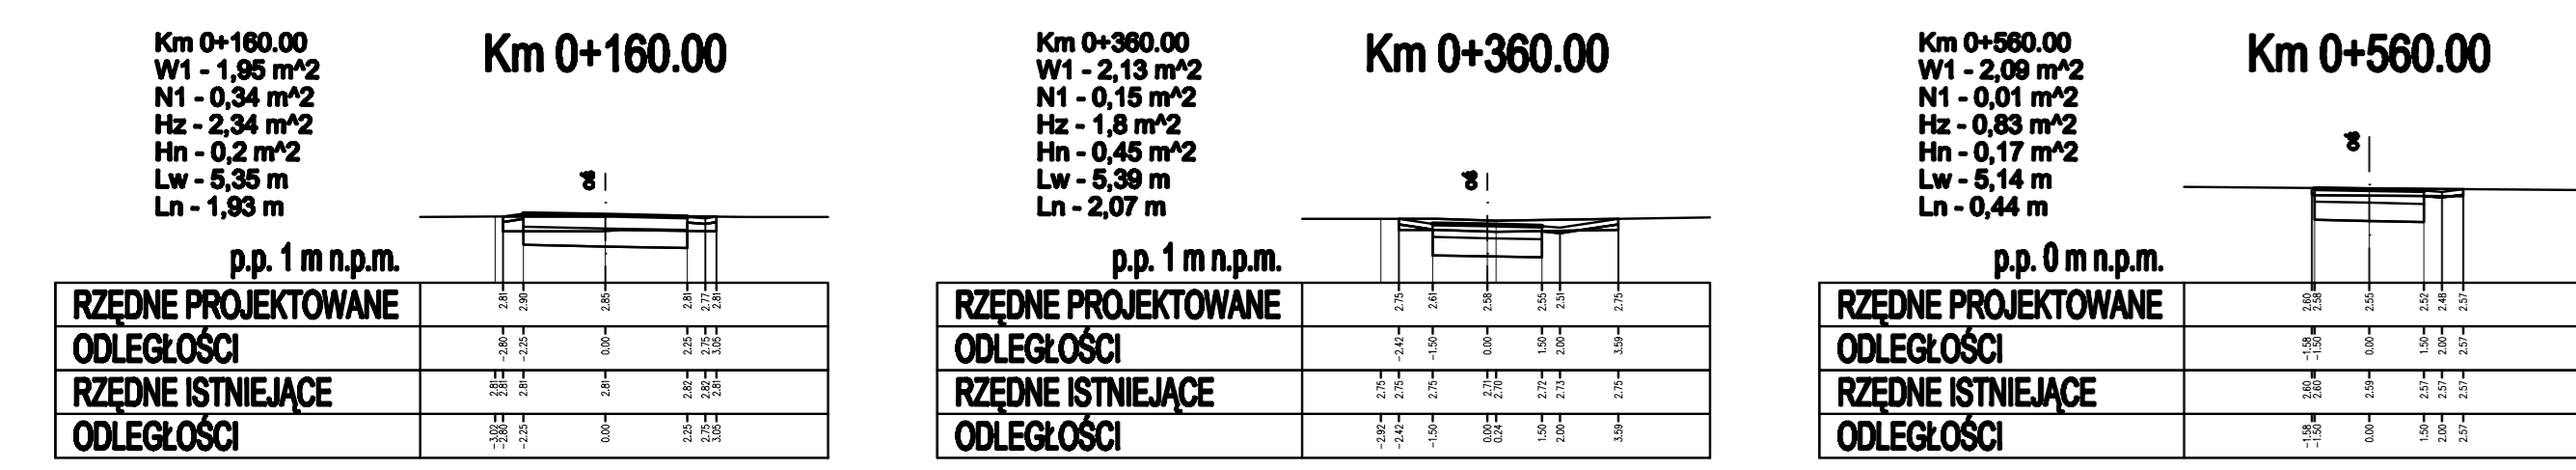 Km 0+160.00
W1 - 1,95 m^2
N1 - 0,34 m^2
Hz - 2,34 m^2
Hn - 0,2 m^2
Lw - 5,35 m
Ln - 1,93 m
Km 0+160.00
oś
p.p. 1 m n.p.m.
RZĘDNE PROJEKTOWANE 2.81 2.90 2.85 2.81 2.77 2.81
ODLEGŁOŚCI -2.80 -2.25 0.00 2.25 2.75 3.05
RZĘDNE ISTNIEJĄCE 2.81 2.81 2.81 2.81 2.82 2.82 2.81
ODLEGŁOŚCI -3.02 -2.80 -2.25 0.00 2.25 2.75 3.05
Km 0+360.00
W1 - 2,13 m^2
N1 - 0,15 m^2
Hz - 1,8 m^2
Hn - 0,45 m^2
Lw - 5,39 m
Ln - 2,07 m
Km 0+360.00
oś
p.p. 1 m n.p.m.
RZĘDNE PROJEKTOWANE 2.75 2.61 2.58 2.55 2.51 2.75
ODLEGŁOŚCI -2.42 -1.50 0.00 1.50 2.00 3.59
RZĘDNE ISTNIEJĄCE 2.75 2.75 2.75 2.71 2.70 2.72 2.73 2.75
ODLEGŁOŚCI -2.92 -2.42 -1.50 0.00 0.24 1.50 2.00 3.59
Km 0+560.00
W1 - 2,09 m^2
N1 - 0,01 m^2
Hz - 0,83 m^2
Hn - 0,17 m^2
Lw - 5,14 m
Ln - 0,44 m
Km 0+560.00
oś
p.p. 0 m n.p.m.
RZĘDNE PROJEKTOWANE 2.60 2.58 2.55 2.52 2.48 2.57
ODLEGŁOŚCI -1.58 -1.50 0.00 1.50 2.00 2.57
RZĘDNE ISTNIEJĄCE 2.60 2.60 2.59 2.57 2.57 2.57
ODLEGŁOŚCI -1.58 -1.50 0.00 1.50 2.00 2.57